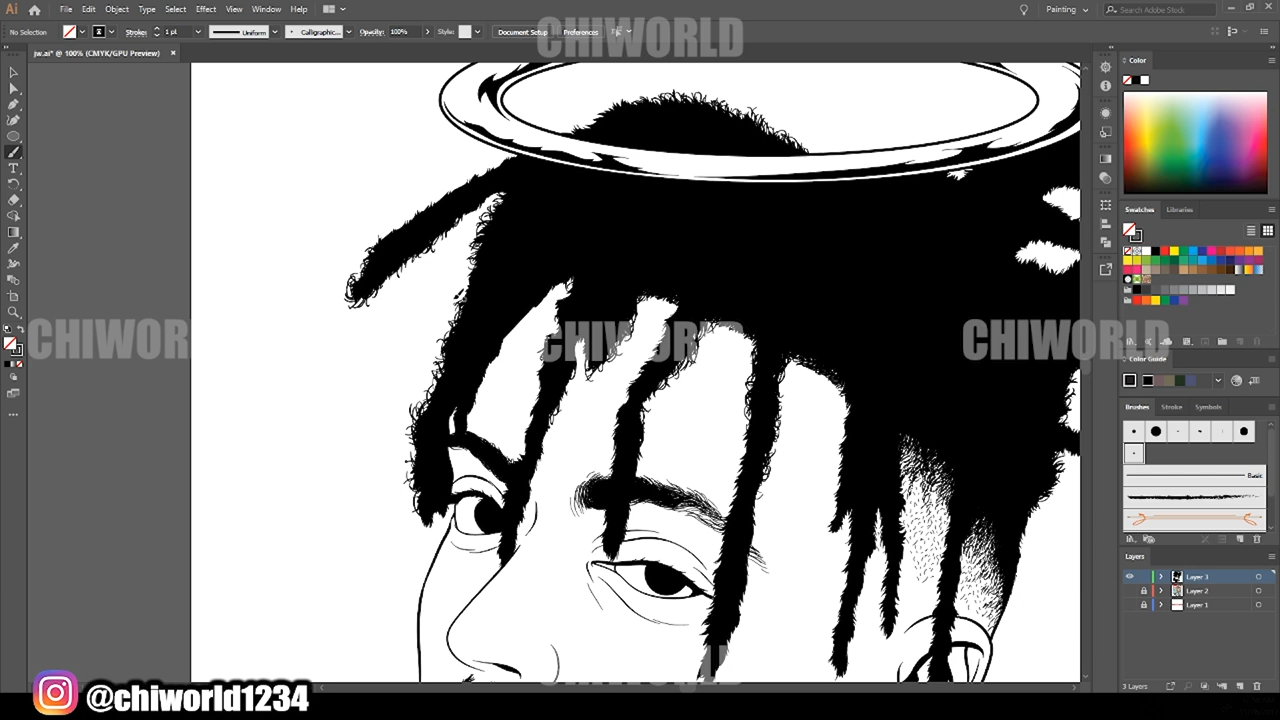 Ai File Edit Object Type Select Effect View Window Help Painting Search Adobe Stock
No Selection Stroke: 1 pt Uniform Calligraphic... Opacity: 100% Style: Document Setup Preferences
CHIWORLD
jw.ai* @ 100% (CMYK/GPU Preview) ×
Color
Swatches Libraries
CHIWORLD CHIWORLD CHIWORLD
Color Guide
Brushes Stroke Symbols
Basic
Layers
Layer 3
Layer 2
Layer 1
CHIWORLD
3 Layers
@chiworld1234